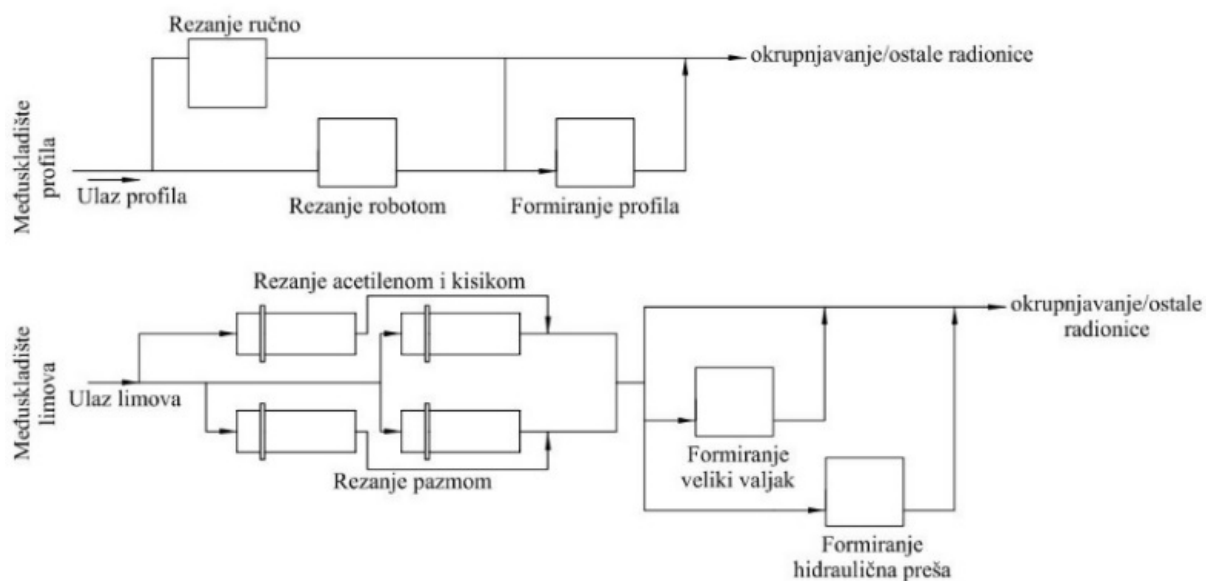 Rezanje ručno
okrupnjavanje/ostale radionice
Međuskladište
profila
Ulaz profila
Rezanje robotom
Formiranje profila
Rezanje acetilenom i kisikom
okrupnjavanje/ostale
radionice
Međuskladište
limova
Ulaz limova
Rezanje pazmom
Formiranje
veliki valjak
Formiranje
hidraulična preša